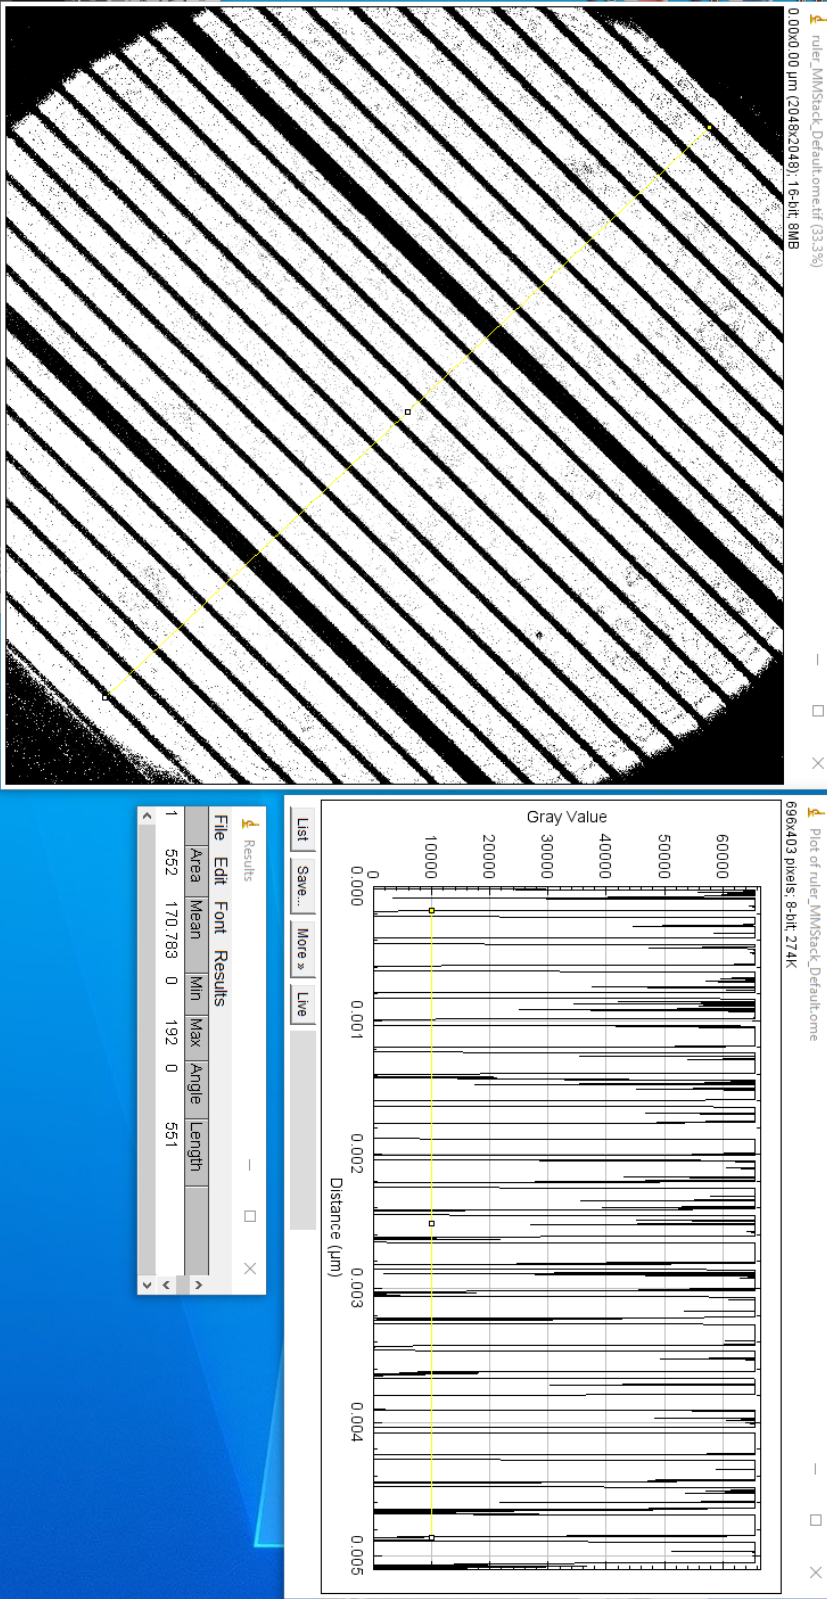 ruler_MMStack_Default.ome.tif (33.3%)
0.00x0.00 µm (2048x2048); 16-bit; 8MB
Plot of ruler_MMStack_Default.ome
696x403 pixels; 8-bit; 274K
Gray Value
60000
50000
40000
30000
20000
10000
0
0.000
0.001
0.002
0.003
0.004
0.005
Distance (µm)
List Save... More » Live
Results
File Edit Font Results
Area Mean Min Max Angle Length
1 552 170.783 0 192 0 551